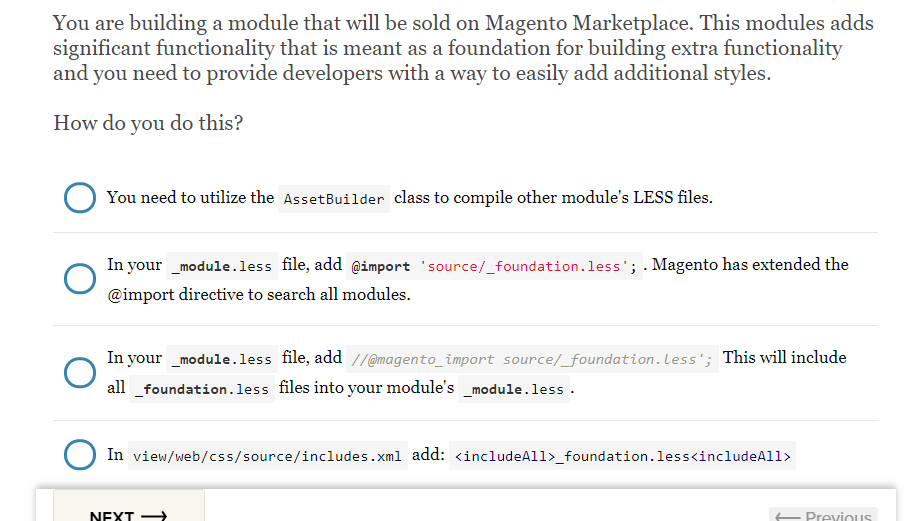 You are building a module that will be sold on Magento Marketplace. This modules adds
significant functionality that is meant as a foundation for building extra functionality
and you need to provide developers with a way to easily add additional styles.
How do you do this?
You need to utilize the AssetBuilder class to compile other module's LESS files.
In your _module.less file, add @import 'source/_foundation.less'; . Magento has extended the
@import directive to search all modules.
In your _module.less file, add //@magento_import source/_foundation.less'; This will include
all _foundation.less files into your module's _module.less .
In view/web/css/source/includes.xml add: <includeAll>_foundation.less<includeAll>
NEXT ⟶
⟵ Previous